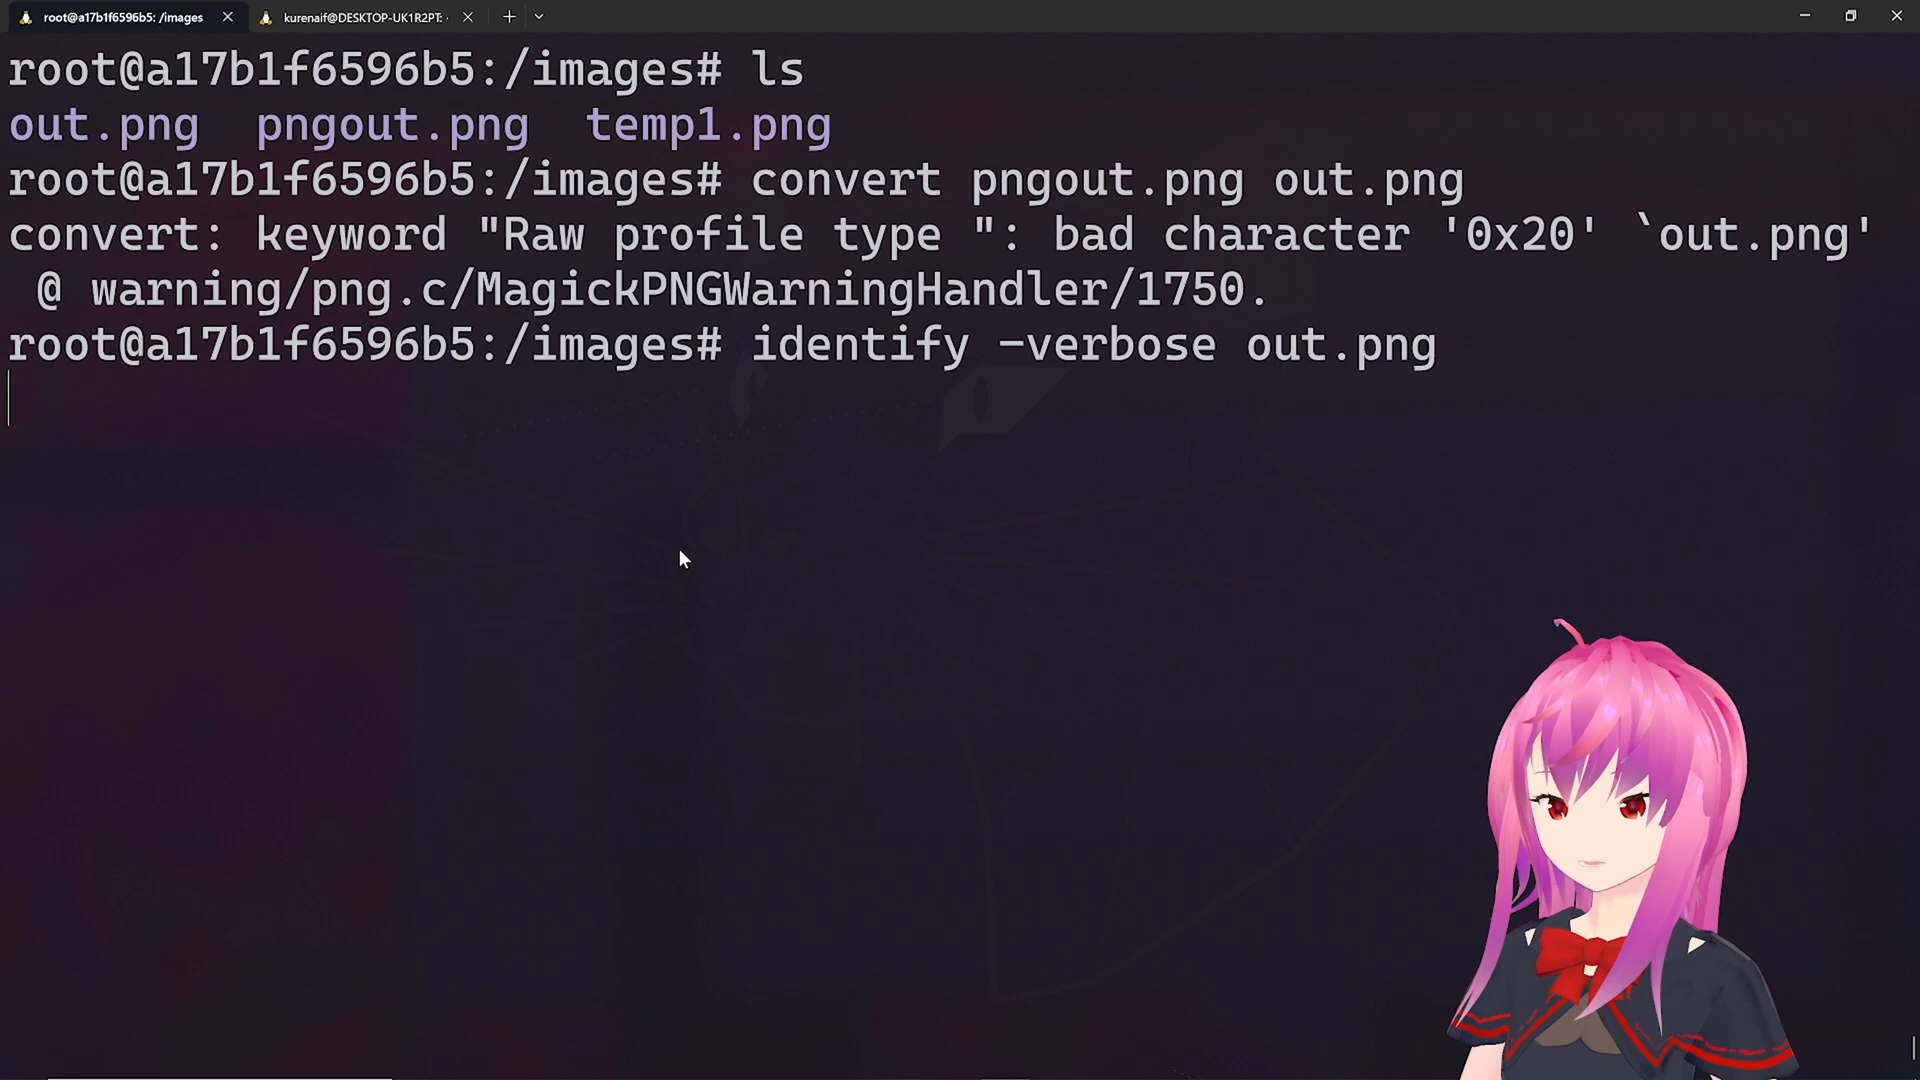 root@a17b1f6596b5: /images
kurenaif@DESKTOP-UK1R2PT:
root@a17b1f6596b5:/images# ls
out.png  pngout.png  temp1.png
root@a17b1f6596b5:/images# convert pngout.png out.png
convert: keyword "Raw profile type ": bad character '0x20' `out.png'
 @ warning/png.c/MagickPNGWarningHandler/1750.
root@a17b1f6596b5:/images# identify -verbose out.png